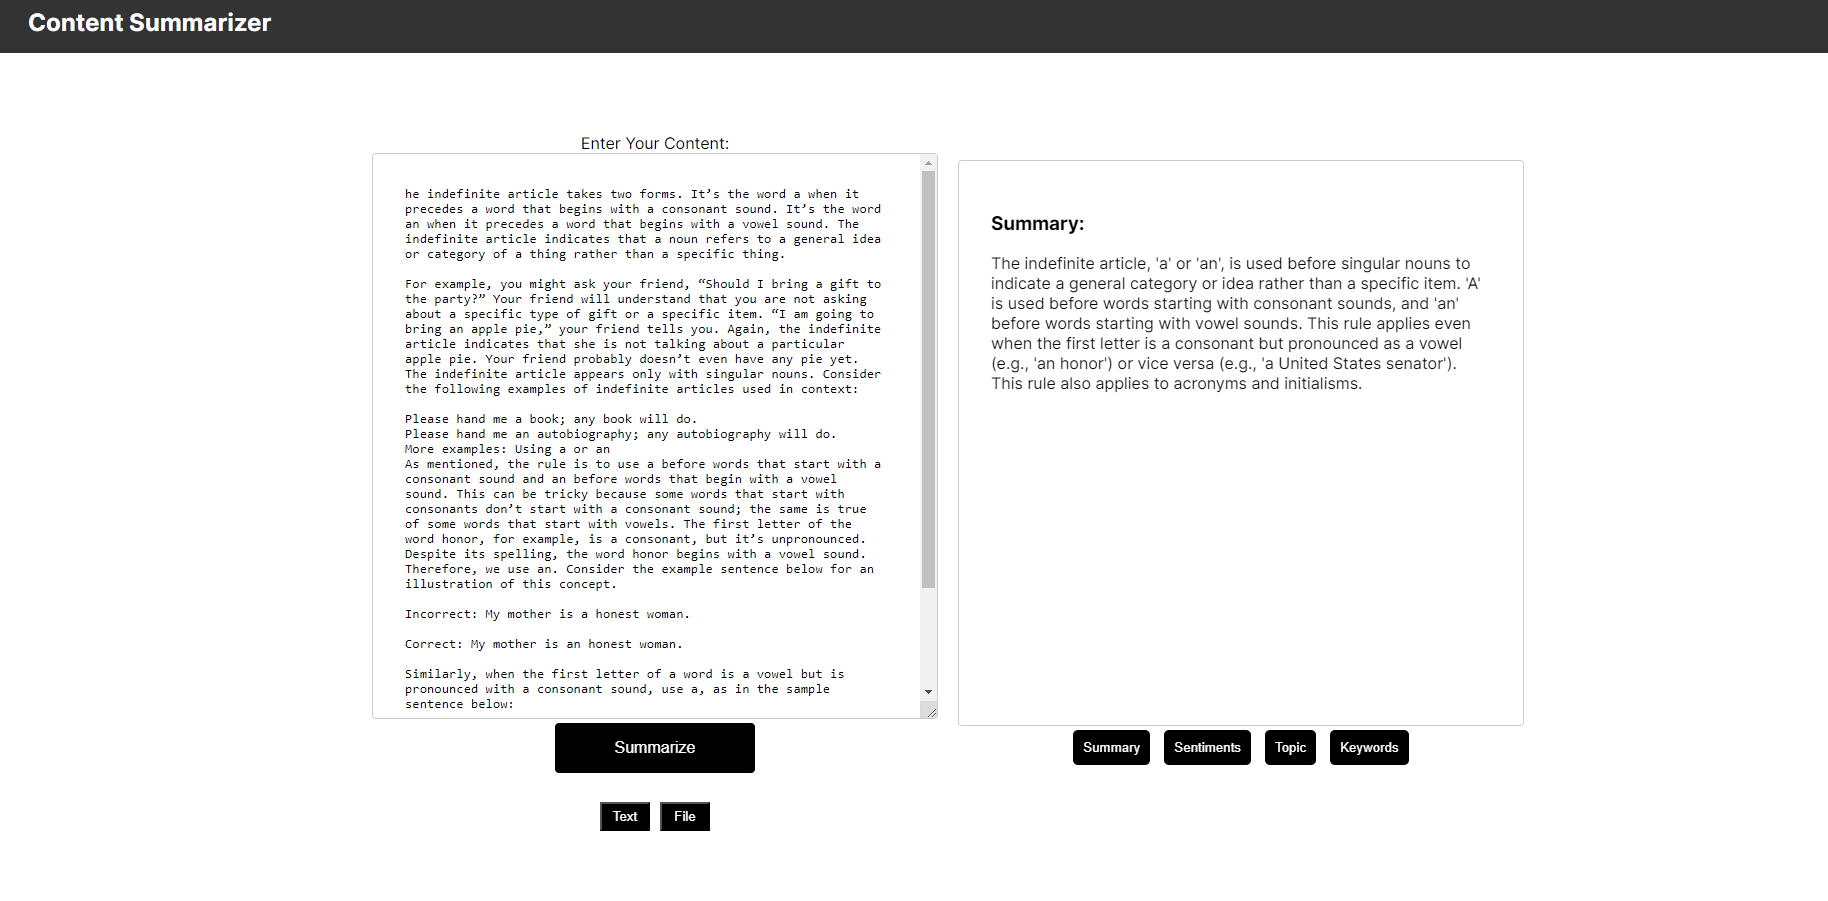 Content Summarizer
Enter Your Content:
he indefinite article takes two forms. It’s the word a when it
precedes a word that begins with a consonant sound. It’s the word
an when it precedes a word that begins with a vowel sound. The
indefinite article indicates that a noun refers to a general idea
or category of a thing rather than a specific thing.
For example, you might ask your friend, “Should I bring a gift to
the party?” Your friend will understand that you are not asking
about a specific type of gift or a specific item. “I am going to
bring an apple pie,” your friend tells you. Again, the indefinite
article indicates that she is not talking about a particular
apple pie. Your friend probably doesn’t even have any pie yet.
The indefinite article appears only with singular nouns. Consider
the following examples of indefinite articles used in context:
Please hand me a book; any book will do.
Please hand me an autobiography; any autobiography will do.
More examples: Using a or an
As mentioned, the rule is to use a before words that start with a
consonant sound and an before words that begin with a vowel
sound. This can be tricky because some words that start with
consonants don’t start with a consonant sound; the same is true
of some words that start with vowels. The first letter of the
word honor, for example, is a consonant, but it’s unpronounced.
Despite its spelling, the word honor begins with a vowel sound.
Therefore, we use an. Consider the example sentence below for an
illustration of this concept.
Incorrect: My mother is a honest woman.
Correct: My mother is an honest woman.
Similarly, when the first letter of a word is a vowel but is
pronounced with a consonant sound, use a, as in the sample
sentence below:
Summarize
Text File
Summary:
The indefinite article, 'a' or 'an', is used before singular nouns to
indicate a general category or idea rather than a specific item. 'A'
is used before words starting with consonant sounds, and 'an'
before words starting with vowel sounds. This rule applies even
when the first letter is a consonant but pronounced as a vowel
(e.g., 'an honor') or vice versa (e.g., 'a United States senator').
This rule also applies to acronyms and initialisms.
Summary Sentiments Topic Keywords